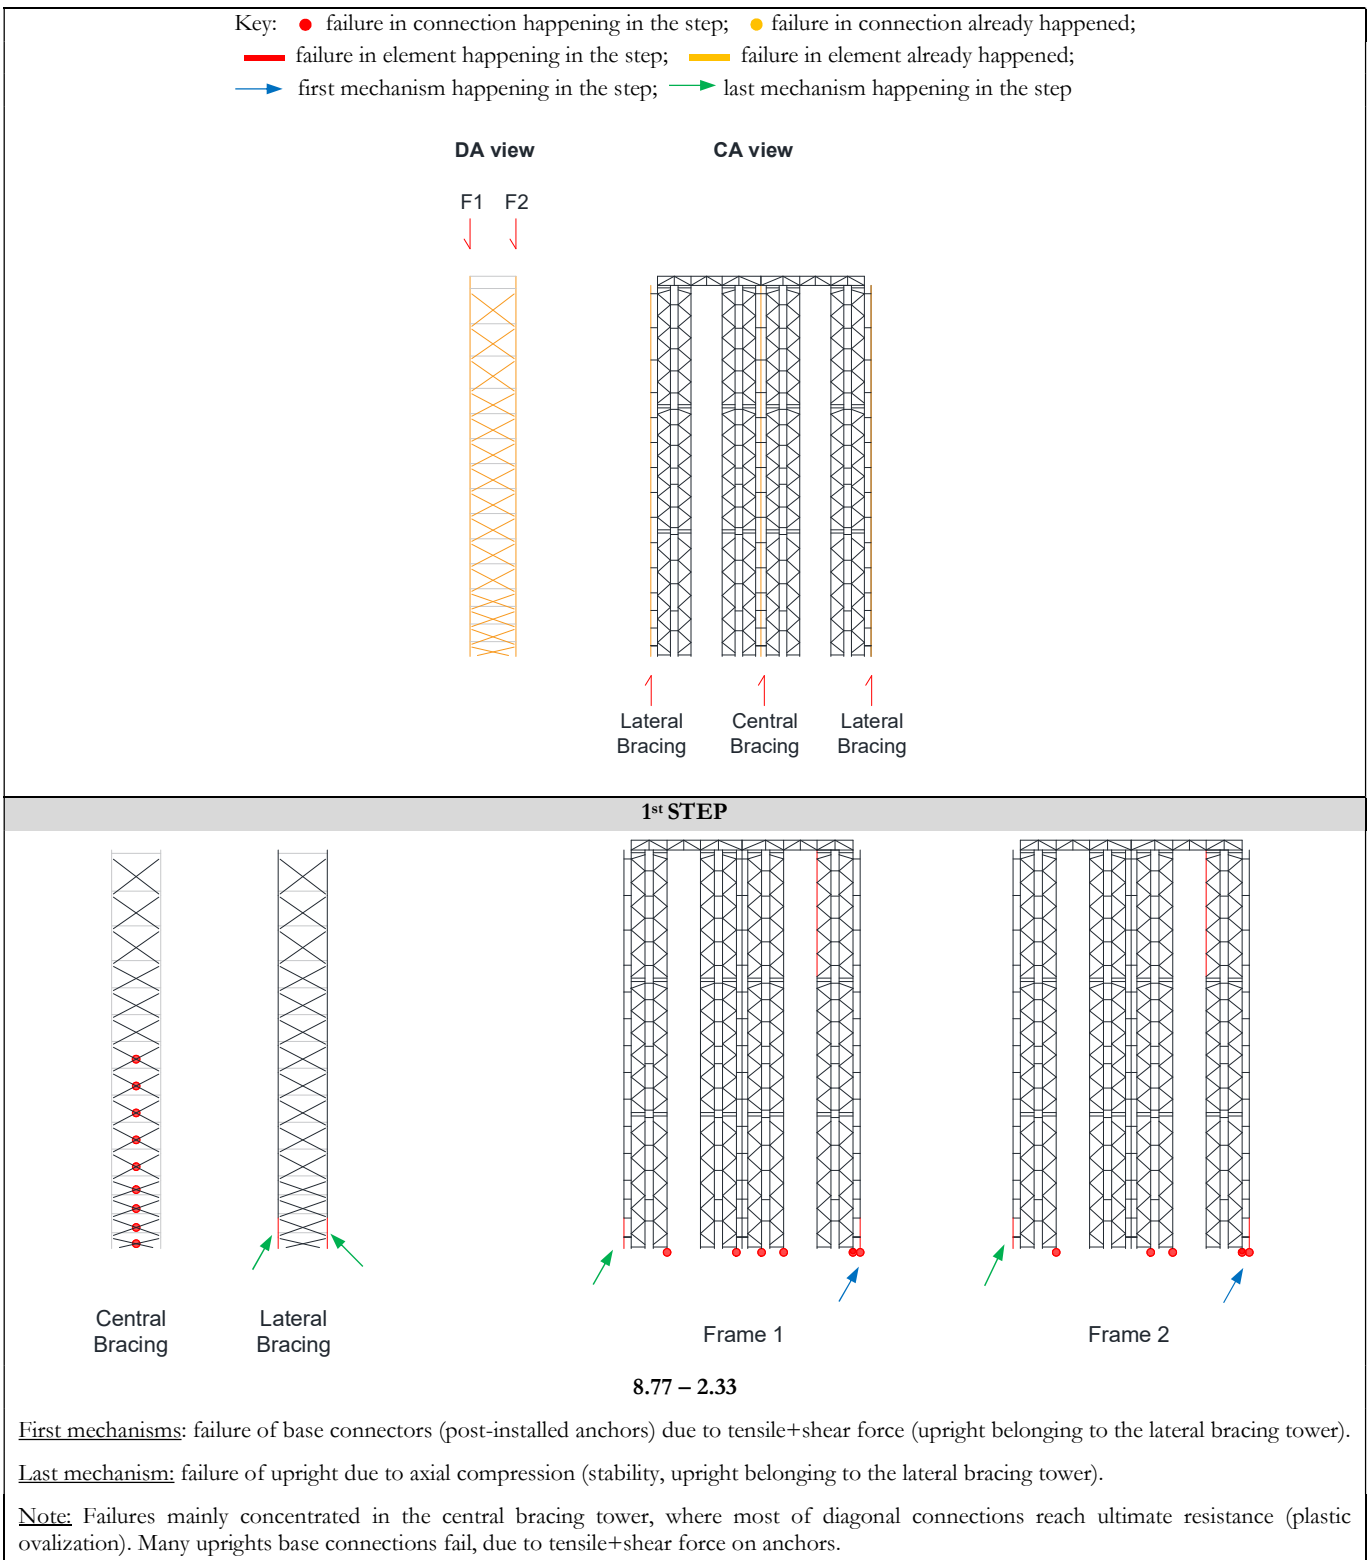 Key: failure in connection happening in the step; failure in connection already happened;
failure in element happening in the step; failure in element already happened;
first mechanism happening in the step; last mechanism happening in the step
DA view
CA view
F1 F2
Lateral Bracing
Central Bracing
Lateral Bracing
1st STEP
Central Bracing
Lateral Bracing
Frame 1
Frame 2
8.77 – 2.33
First mechanisms: failure of base connectors (post-installed anchors) due to tensile+shear force (upright belonging to the lateral bracing tower).
Last mechanism: failure of upright due to axial compression (stability, upright belonging to the lateral bracing tower).
Note: Failures mainly concentrated in the central bracing tower, where most of diagonal connections reach ultimate resistance (plastic
ovalization). Many uprights base connections fail, due to tensile+shear force on anchors.